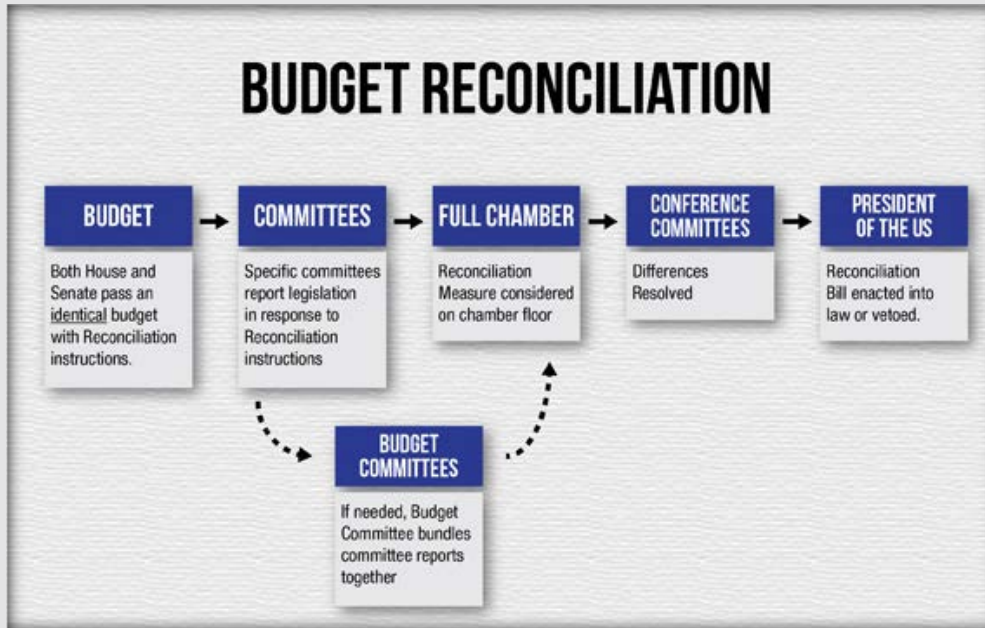 BUDGET RECONCILIATION
BUDGET
Both House and
Senate pass an
identical budget
with Reconciliation
instructions.
COMMITTEES
Specific committees
report legislation
in response to
Reconciliation
instructions
FULL CHAMBER
Reconciliation
Measure considered
on chamber floor
CONFERENCE
COMMITTEES
Differences
Resolved
PRESIDENT
OF THE US
Reconciliation
Bill enacted into
law or vetoed.
BUDGET
COMMITTEES
If needed, Budget
Committee bundles
committee reports
together